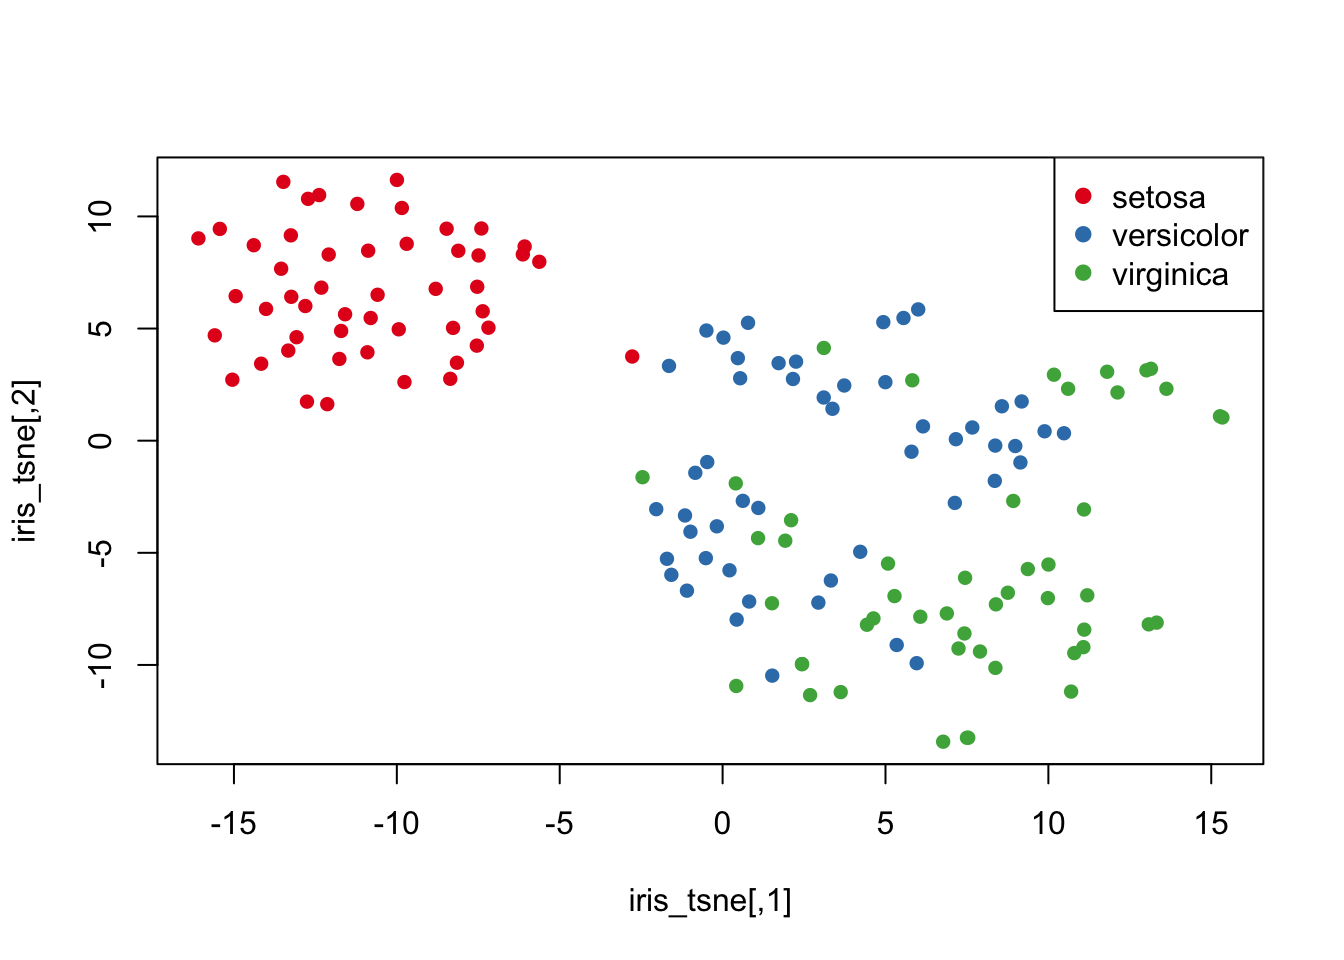 setosa
versicolor
virginica
10
5
0
-5
-10
iris_tsne[,2]
-15 -10 -5 0 5 10 15
iris_tsne[,1]